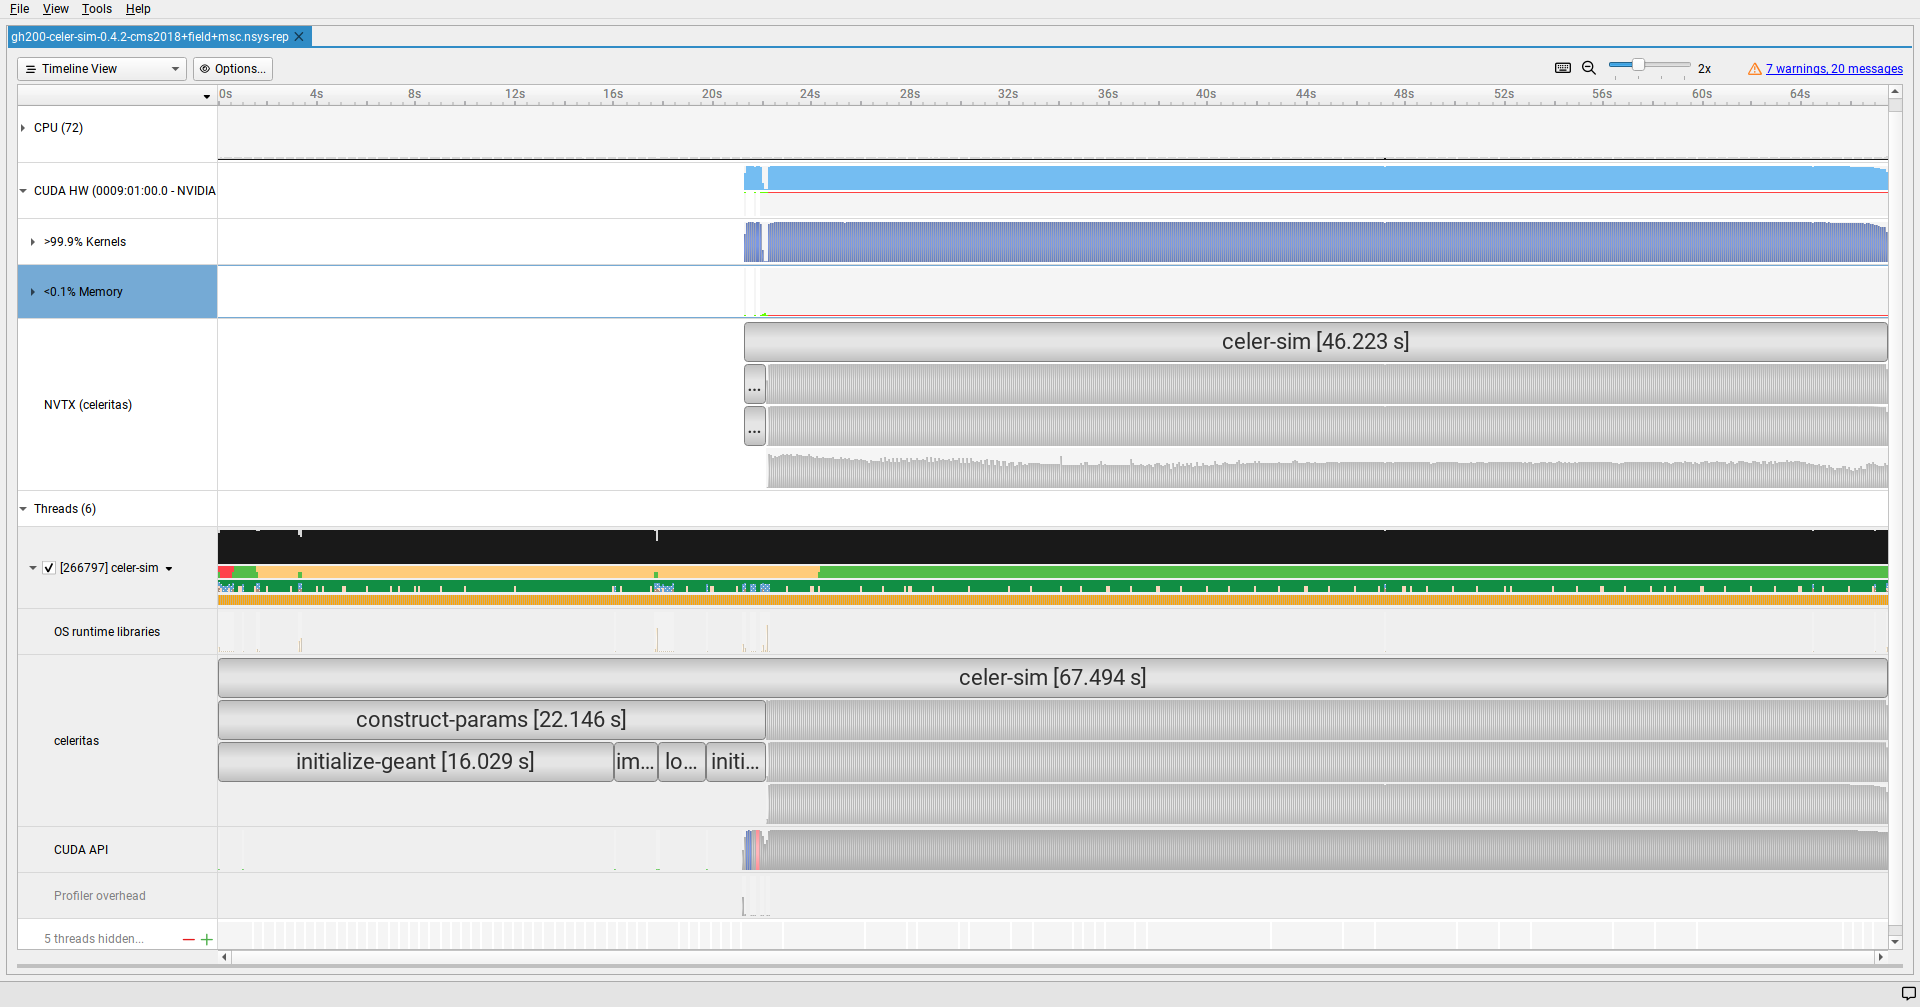 File View Tools Help
gh200-celer-sim-0.4.2-cms2018+field+msc.nsys-rep
Timeline View Options... 2x 7 warnings, 20 messages
0s 4s 8s 12s 16s 20s 24s 28s 32s 36s 40s 44s 48s 52s 56s 60s 64s
CPU (72)
CUDA HW (0009:01:00.0 - NVIDIA
>99.9% Kernels
<0.1% Memory
celer-sim [46.223 s]
...
NVTX (celeritas)
...
Threads (6)
[266797] celer-sim
OS runtime libraries
celer-sim [67.494 s]
construct-params [22.146 s]
celeritas
initialize-geant [16.029 s] im... lo... initi...
CUDA API
Profiler overhead
5 threads hidden...